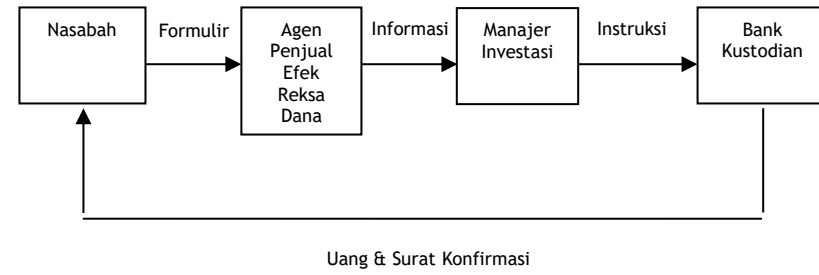 Nasabah
Formulir
Agen
Penjual
Efek
Reksa
Dana
Informasi
Manajer
Investasi
Instruksi
Bank
Kustodian
Uang & Surat Konfirmasi